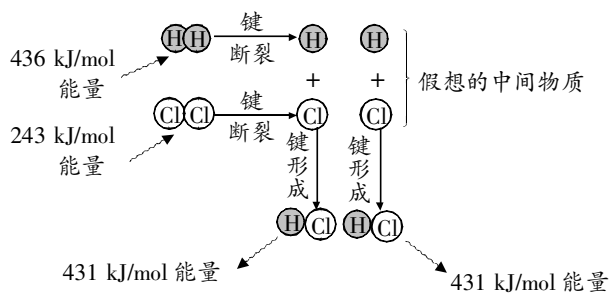 H H 键 断裂 H H
436 kJ/mol
能量
+ +
假想的中间物质
Cl Cl 键 断裂 Cl Cl
243 kJ/mol
能量
键形成 键形成
H Cl H Cl
431 kJ/mol 能量
431 kJ/mol 能量